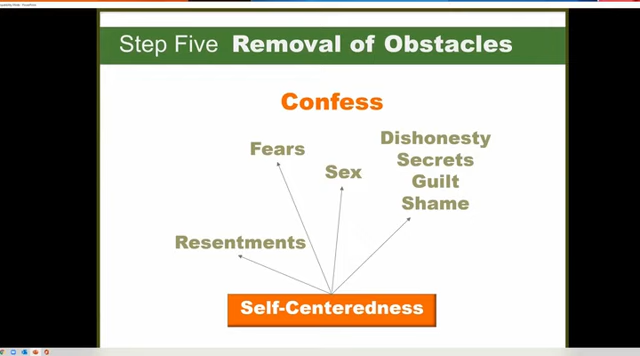 Step Five Removal of Obstacles
Confess
Fears
Sex
Dishonesty
Secrets
Guilt
Shame
Resentments
Self-Centeredness